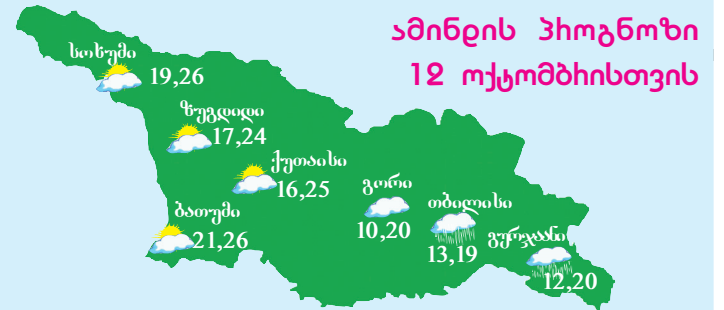 ამინდის პროგნოზი
12 ოქტომბრისთვის
სოხუმი
19,26
ზუგდიდი
17,24
ქუთაისი
16,25
გორი
10,20
თბილისი
13,19
ბათუმი
21,26
გურჯაანი
12,20